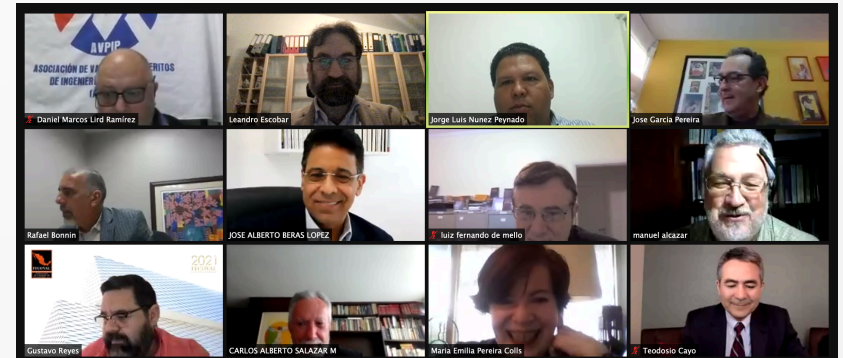 AVPIP
ASOCIACIÓN DE VA
ERITOS
DE INGENIER
Daniel Marcos Lird Ramírez
Leandro Escobar
Jorge Luis Nunez Peynado
Jose Garcia Pereira
Rafael Bonnin
JOSE ALBERTO BERAS LOPEZ
luiz fernando de mello
manuel alcazar
2021
Gustavo Reyes
CARLOS ALBERTO SALAZAR M
Maria Emilia Pereira Colls
Teodosio Cayo